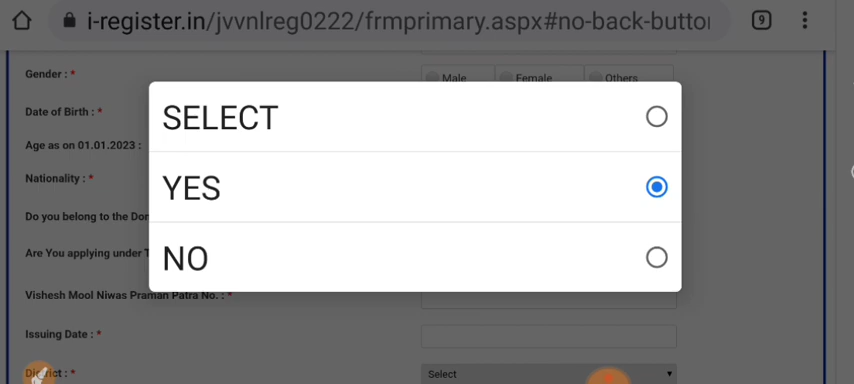 i-register.in/jvvnlreg0222/frmprimary.aspx#no-back-button
9
Gender : *
Male
Female
Others
Date of Birth : *
Age as on 01.01.2023 :
Nationality : *
Do you belong to the
Are You applying under
SELECT
YES
NO
Vishesh Mool Niwas Praman Patra No. : *
Issuing Date : *
District : *
Select